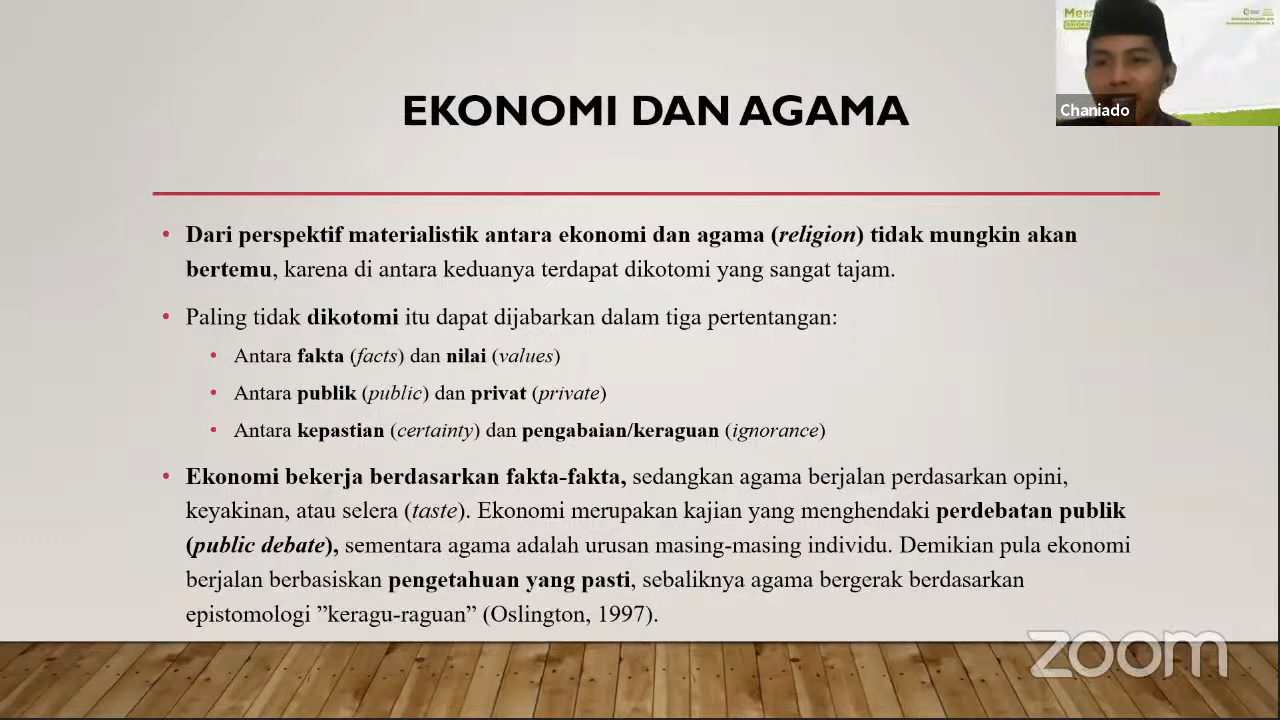 EKONOMI DAN AGAMA
Chaniado
• Dari perspektif materialistik antara ekonomi dan agama (religion) tidak mungkin akan
bertemu, karena di antara keduanya terdapat dikotomi yang sangat tajam.
• Paling tidak dikotomi itu dapat dijabarkan dalam tiga pertentangan:
• Antara fakta (facts) dan nilai (values)
• Antara publik (public) dan privat (private)
• Antara kepastian (certainty) dan pengabaian/keraguan (ignorance)
• Ekonomi bekerja berdasarkan fakta-fakta, sedangkan agama berjalan perdasarkan opini,
keyakinan, atau selera (taste). Ekonomi merupakan kajian yang menghendaki perdebatan publik
(public debate), sementara agama adalah urusan masing-masing individu. Demikian pula ekonomi
berjalan berbasiskan pengetahuan yang pasti, sebaliknya agama bergerak berdasarkan
epistomologi ”keragu-raguan” (Oslington, 1997).
zoom